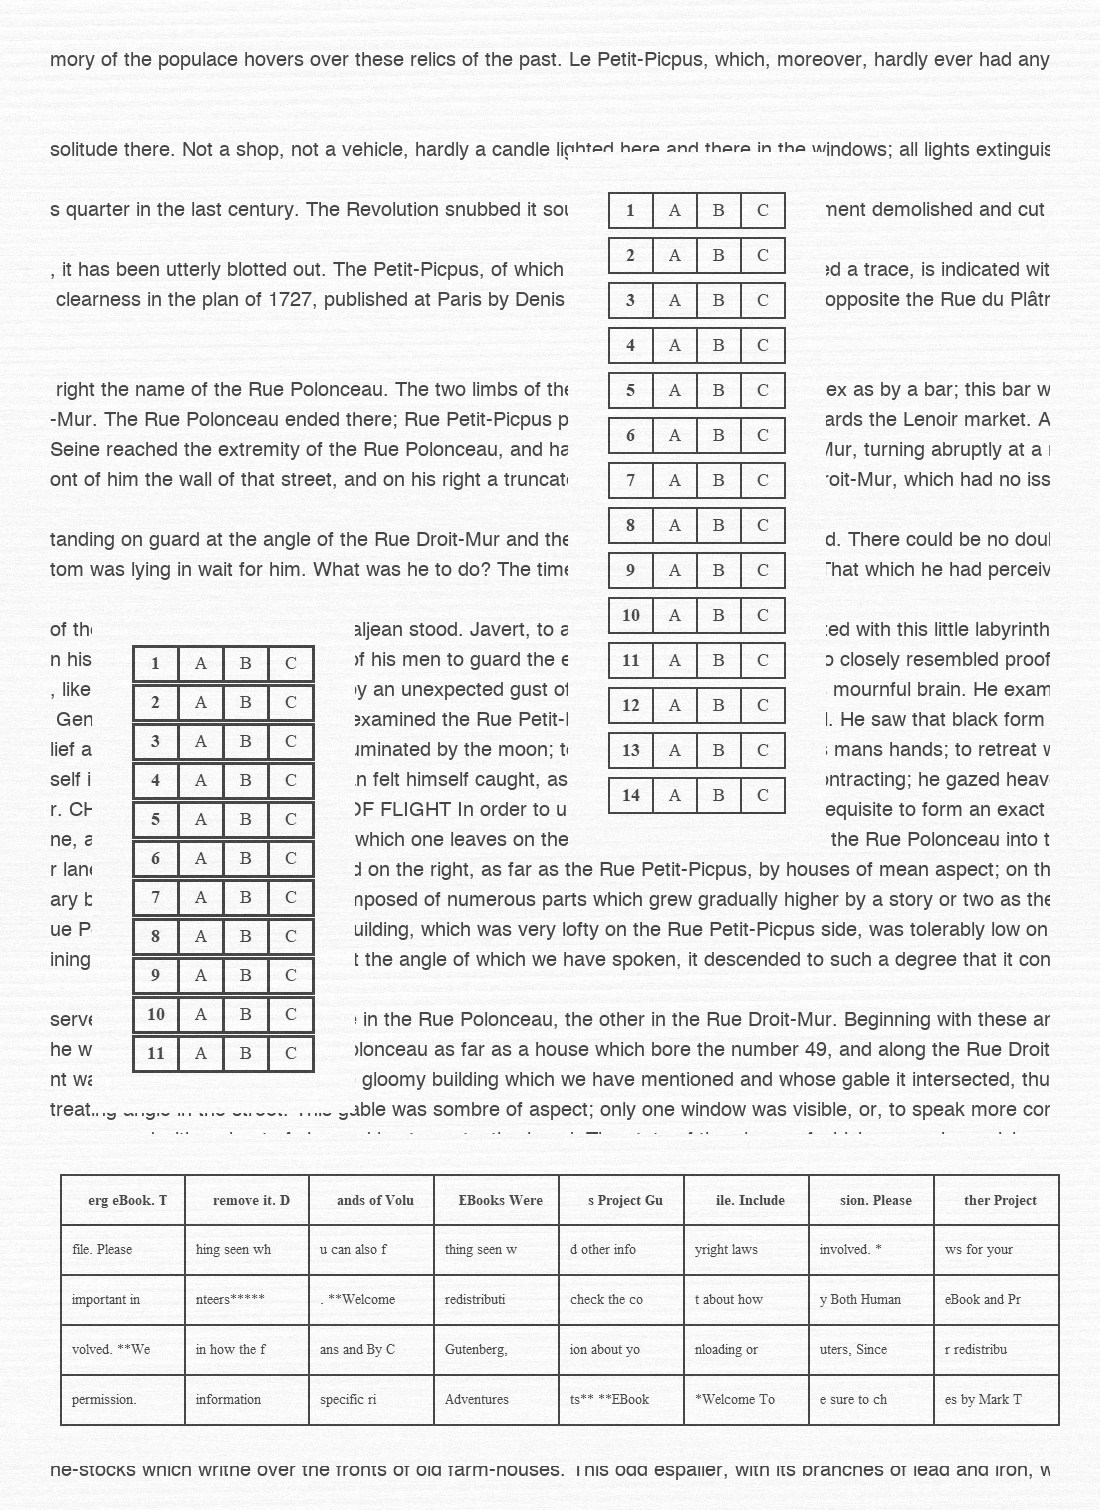 mory of the populace hovers over these relics of the past. Le Petit-Picpus, which, moreover, hardly ever had any
solitude there. Not a shop, not a vehicle, hardly a candle lighted here and there in the windows; all lights extinguis
s quarter in the last century. The Revolution snubbed it sou ment demolished and cut
, it has been utterly blotted out. The Petit-Picpus, of which ed a trace, is indicated wit
clearness in the plan of 1727, published at Paris by Denis opposite the Rue du Plâtr
right the name of the Rue Polonceau. The two limbs of the ex as by a bar; this bar w
-Mur. The Rue Polonceau ended there; Rue Petit-Picpus p ards the Lenoir market. A
Seine reached the extremity of the Rue Polonceau, and ha Mur, turning abruptly at a
ont of him the wall of that street, and on his right a truncate roit-Mur, which had no iss
tanding on guard at the angle of the Rue Droit-Mur and the d. There could be no doub
tom was lying in wait for him. What was he to do? The time That which he had perceiv
of the aljean stood. Javert, to a ted with this little labyrinth
n his of his men to guard the e o closely resembled proof
, like by an unexpected gust of mournful brain. He exam
Gen examined the Rue Petit- l. He saw that black form
lief a uminated by the moon; to mans hands; to retreat w
self i n felt himself caught, as ontracting; he gazed heav
r. CH OF FLIGHT In order to u equisite to form an exact
ne, a which one leaves on the the Rue Polonceau into t
r lane d on the right, as far as the Rue Petit-Picpus, by houses of mean aspect; on th
ary b mposed of numerous parts which grew gradually higher by a story or two as the
ue P uilding, which was very lofty on the Rue Petit-Picpus side, was tolerably low on
ining t the angle of which we have spoken, it descended to such a degree that it con
serve e in the Rue Polonceau, the other in the Rue Droit-Mur. Beginning with these an
he w olonceau as far as a house which bore the number 49, and along the Rue Droit
nt wa gloomy building which we have mentioned and whose gable it intersected, thu
treating angle in the street. This gable was sombre of aspect; only one window was visible, or, to speak more cor
1 A B C
2 A B C
3 A B C
4 A B C
5 A B C
6 A B C
7 A B C
8 A B C
9 A B C
10 A B C
11 A B C
12 A B C
13 A B C
14 A B C
1 A B C
2 A B C
3 A B C
4 A B C
5 A B C
6 A B C
7 A B C
8 A B C
9 A B C
10 A B C
11 A B C
erg eBook. T remove it. D ands of Volu EBooks Were s Project Gu ile. Include sion. Please ther Project
file. Please hing seen wh u can also f thing seen w d other info yright laws involved. * ws for your
important in nteers***** . **Welcome redistributi check the co t about how y Both Human eBook and Pr
volved. **We in how the f ans and By C Gutenberg, ion about yo nloading or uters, Since r redistribu
permission. information specific ri Adventures ts** **EBook *Welcome To e sure to ch es by Mark T
he-stocks which writhe over the fronts of old farm-houses. This odd espalier, with its branches of lead and iron, w